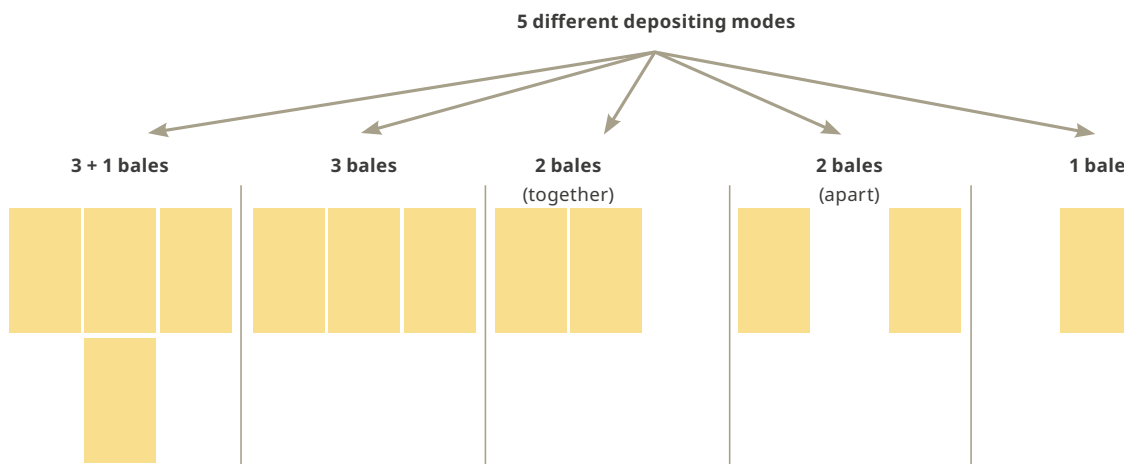 5 different depositing modes
3 + 1 bales
3 bales
2 bales
(together)
2 bales
(apart)
1 bale